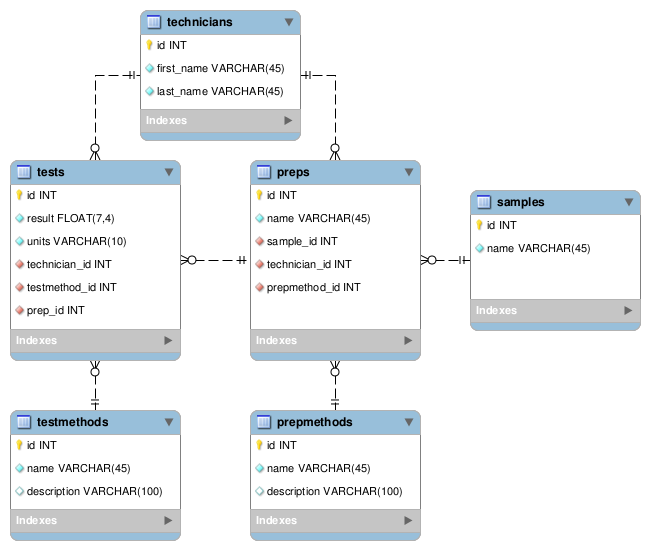 technicians
id INT
first_name VARCHAR(45)
last_name VARCHAR(45)
Indexes
tests
id INT
result FLOAT(7,4)
units VARCHAR(10)
technician_id INT
testmethod_id INT
prep_id INT
Indexes
preps
id INT
name VARCHAR(45)
sample_id INT
technician_id INT
prepmethod_id INT
Indexes
samples
id INT
name VARCHAR(45)
Indexes
testmethods
id INT
name VARCHAR(45)
description VARCHAR(100)
Indexes
prepmethods
id INT
name VARCHAR(45)
description VARCHAR(100)
Indexes